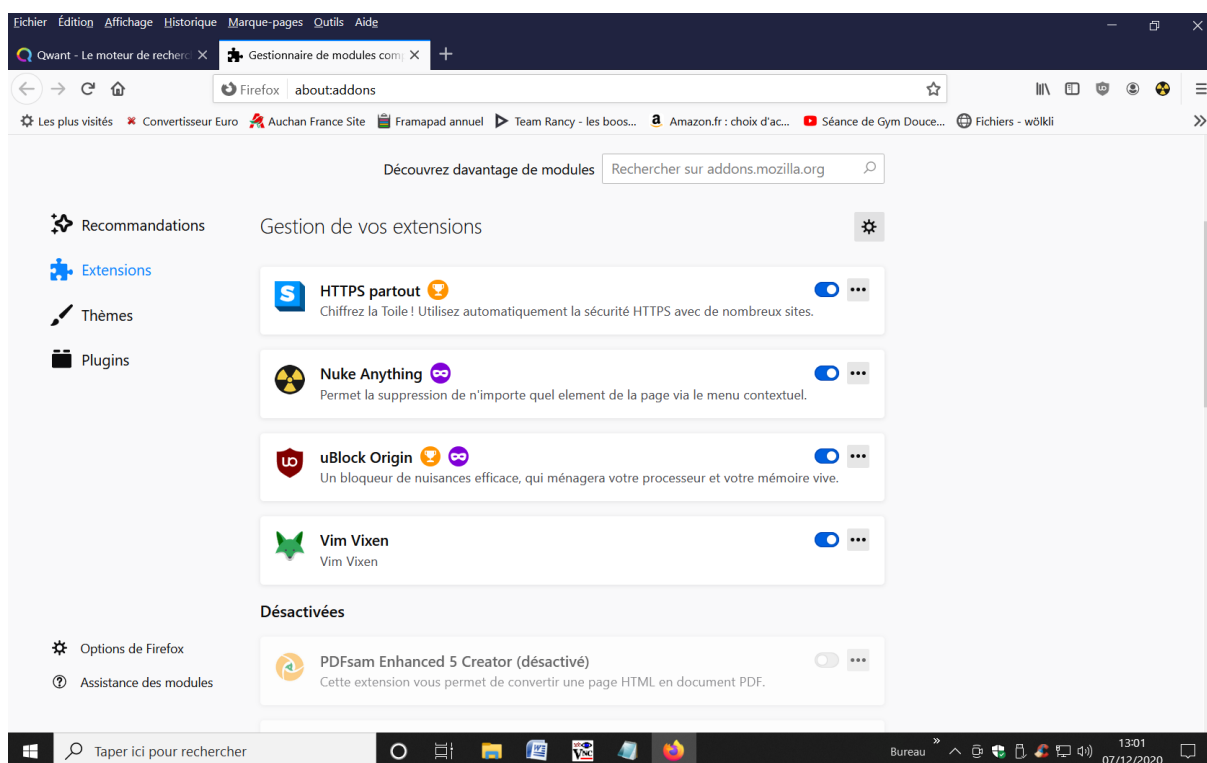 Fichier Édition Affichage Historique Marque-pages Outils Aide
Qwant - Le moteur de recherc Gestionnaire de modules com
Firefox about:addons
Les plus visités Convertisseur Euro Auchan France Site Framapad annuel Team Rancy - les boos... Amazon.fr : choix d'ac... Séance de Gym Douce... Fichiers - wölkli
Découvrez davantage de modules Rechercher sur addons.mozilla.org
Recommandations
Extensions
Thèmes
Plugins
Gestion de vos extensions
HTTPS partout
Chiffrez la Toile ! Utilisez automatiquement la sécurité HTTPS avec de nombreux sites.
Nuke Anything
Permet la suppression de n'importe quel element de la page via le menu contextuel.
uBlock Origin
Un bloqueur de nuisances efficace, qui ménagera votre processeur et votre mémoire vive.
Vim Vixen
Vim Vixen
Désactivées
PDFsam Enhanced 5 Creator (désactivé)
Cette extension vous permet de convertir une page HTML en document PDF.
Options de Firefox
Assistance des modules
Taper ici pour rechercher
Bureau
13:01
07/12/2020